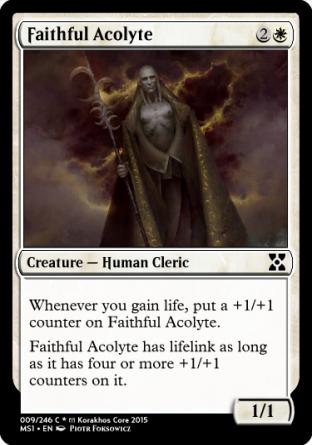 Faithful Acolyte 2
Creature — Human Cleric
Whenever you gain life, put a +1/+1
counter on Faithful Acolyte.
Faithful Acolyte has lifelink as long
as it has four or more +1/+1
counters on it.
1/1
009/246 C * Korakhos Core 2015
MS1 • EN Piotr Foksowicz